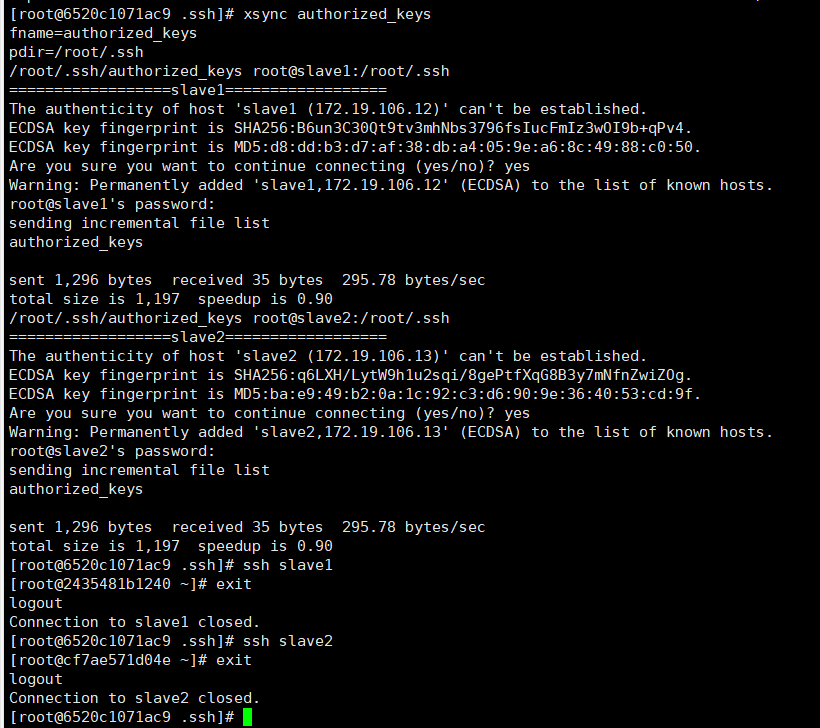 [root@6520c1071ac9 .ssh]# xsync authorized_keys
fname=authorized_keys
pdir=/root/.ssh
/root/.ssh/authorized_keys root@slave1:/root/.ssh
==================slave1==================
The authenticity of host 'slave1 (172.19.106.12)' can't be established.
ECDSA key fingerprint is SHA256:B6un3C30Qt9tv3mhNbs3796fsIucFmIz3wOI9b+qPv4.
ECDSA key fingerprint is MD5:d8:dd:b3:d7:af:38:db:a4:05:9e:a6:8c:49:88:c0:50.
Are you sure you want to continue connecting (yes/no)? yes
Warning: Permanently added 'slave1,172.19.106.12' (ECDSA) to the list of known hosts.
root@slave1's password:
sending incremental file list
authorized_keys
sent 1,296 bytes  received 35 bytes  295.78 bytes/sec
total size is 1,197  speedup is 0.90
/root/.ssh/authorized_keys root@slave2:/root/.ssh
==================slave2==================
The authenticity of host 'slave2 (172.19.106.13)' can't be established.
ECDSA key fingerprint is SHA256:q6LXH/LytW9h1u2sqi/8gePtfXqG8B3y7mNfnZwiZOg.
ECDSA key fingerprint is MD5:ba:e9:49:b2:0a:1c:92:c3:d6:90:9e:36:40:53:cd:9f.
Are you sure you want to continue connecting (yes/no)? yes
Warning: Permanently added 'slave2,172.19.106.13' (ECDSA) to the list of known hosts.
root@slave2's password:
sending incremental file list
authorized_keys
sent 1,296 bytes  received 35 bytes  295.78 bytes/sec
total size is 1,197  speedup is 0.90
[root@6520c1071ac9 .ssh]# ssh slave1
[root@2435481b1240 ~]# exit
logout
Connection to slave1 closed.
[root@6520c1071ac9 .ssh]# ssh slave2
[root@cf7ae571d04e ~]# exit
logout
Connection to slave2 closed.
[root@6520c1071ac9 .ssh]#